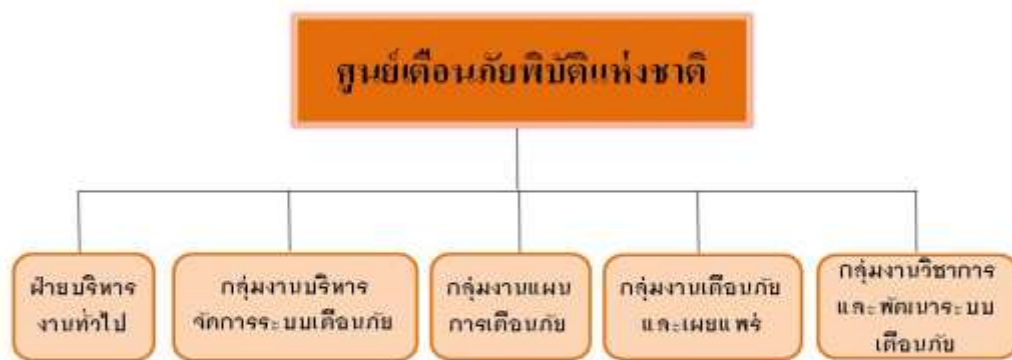 ศูนย์เตือนภัยพิบัติแห่งชาติ
ฝ่ายบริหาร
งานทั่วไป
กลุ่มงานบริหาร
จัดการระบบเตือนภัย
กลุ่มงานแผน
การเตือนภัย
กลุ่มงานเตือนภัย
และเผยแพร่
กลุ่มงานวิชาการ
และพัฒนาระบบ
เตือนภัย